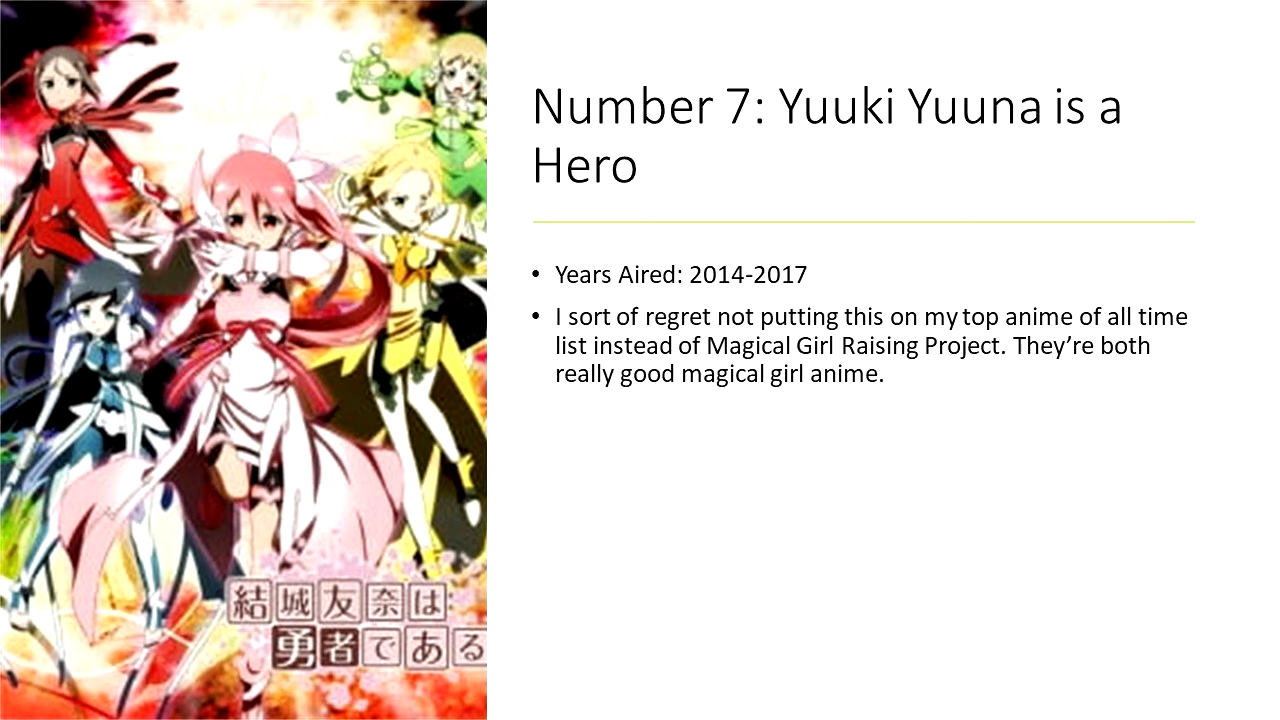 Number 7: Yuuki Yuuna is a
Hero
• Years Aired: 2014-2017
• I sort of regret not putting this on my top anime of all time
list instead of Magical Girl Raising Project. They’re both
really good magical girl anime.
結城友奈は
勇者である